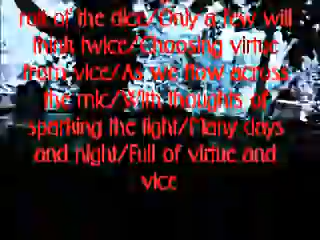 roll of the dice/Only a few will
think twice/Choosing virtue
from vice/As we flow across
the mic/With thoughts of
sparking the light/Many days
and night/Full of virtue and
vice